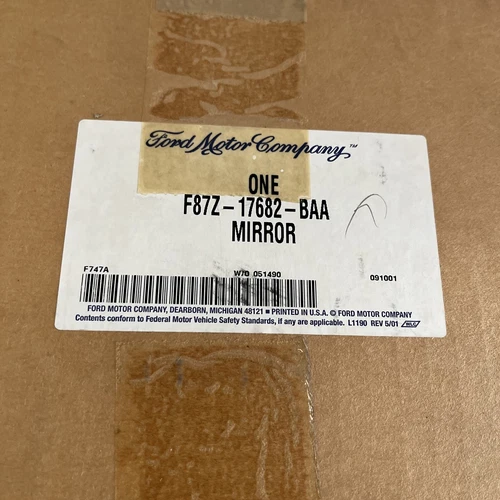 Ford Motor Company™
ONE
F87Z-17682-BAA
MIRROR
F747A W/O 051490 091001
FORD MOTOR COMPANY, DEARBORN, MICHIGAN 48121 ■ PRINTED IN U.S.A. © FORD MOTOR COMPANY
Contents conform to Federal Motor Vehicle Safety Standards, if any are applicable. L1190 REV 5/01